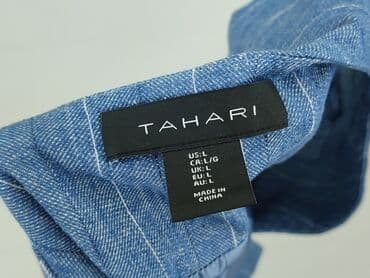 TAHARI
US:L
CA:L/G
UK:L
EU:L
AU:L
MADE IN
CHINA